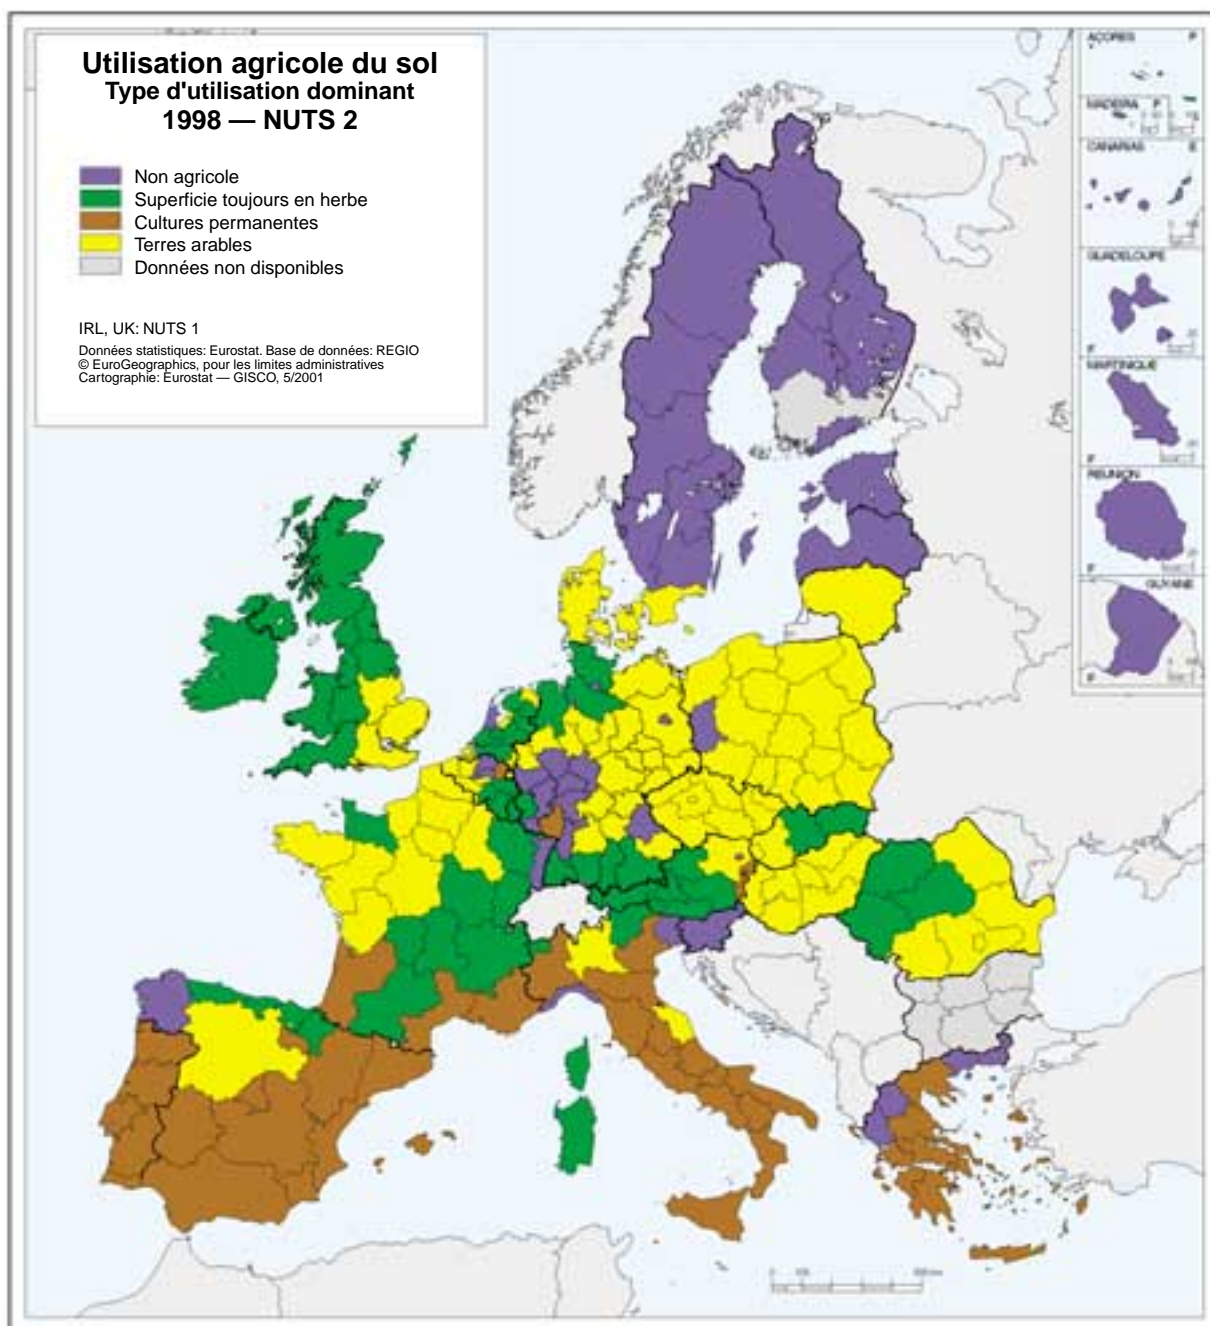 Utilisation agricole du sol
Type d'utilisation dominant
1998 — NUTS 2
Non agricole
Superficie toujours en herbe
Cultures permanentes
Terres arables
Données non disponibles
IRL, UK: NUTS 1
Données statistiques: Eurostat. Base de données: REGIO
© EuroGeographics, pour les limites administratives
Cartographie: Eurostat — GISCO, 5/2001
AÇORES P
MADEIRA P
CANARIAS E
GUADELOUPE
F
MARTINIQUE
F
RÉUNION
F
GUYANE
F